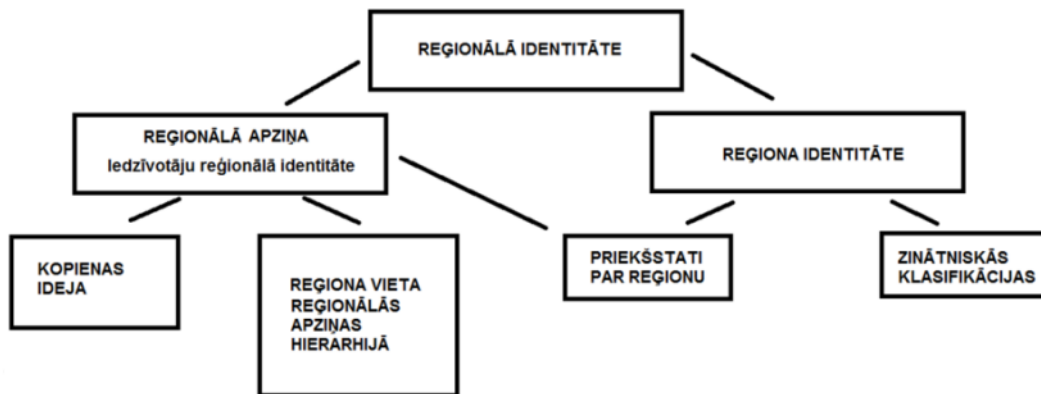 REĢIONĀLĀ IDENTITĀTE
REĢIONĀLĀ APZIŅA
Iedzīvotāju reģionālā identitāte
REĢIONA IDENTITĀTE
KOPIENAS
IDEJA
REĢIONA VIETA
REĢIONĀLĀS
APZIŅAS
HIERARHIJĀ
PRIEKŠSTATI
PAR REĢIONU
ZINĀTNISKĀS
KLASIFIKĀCIJAS